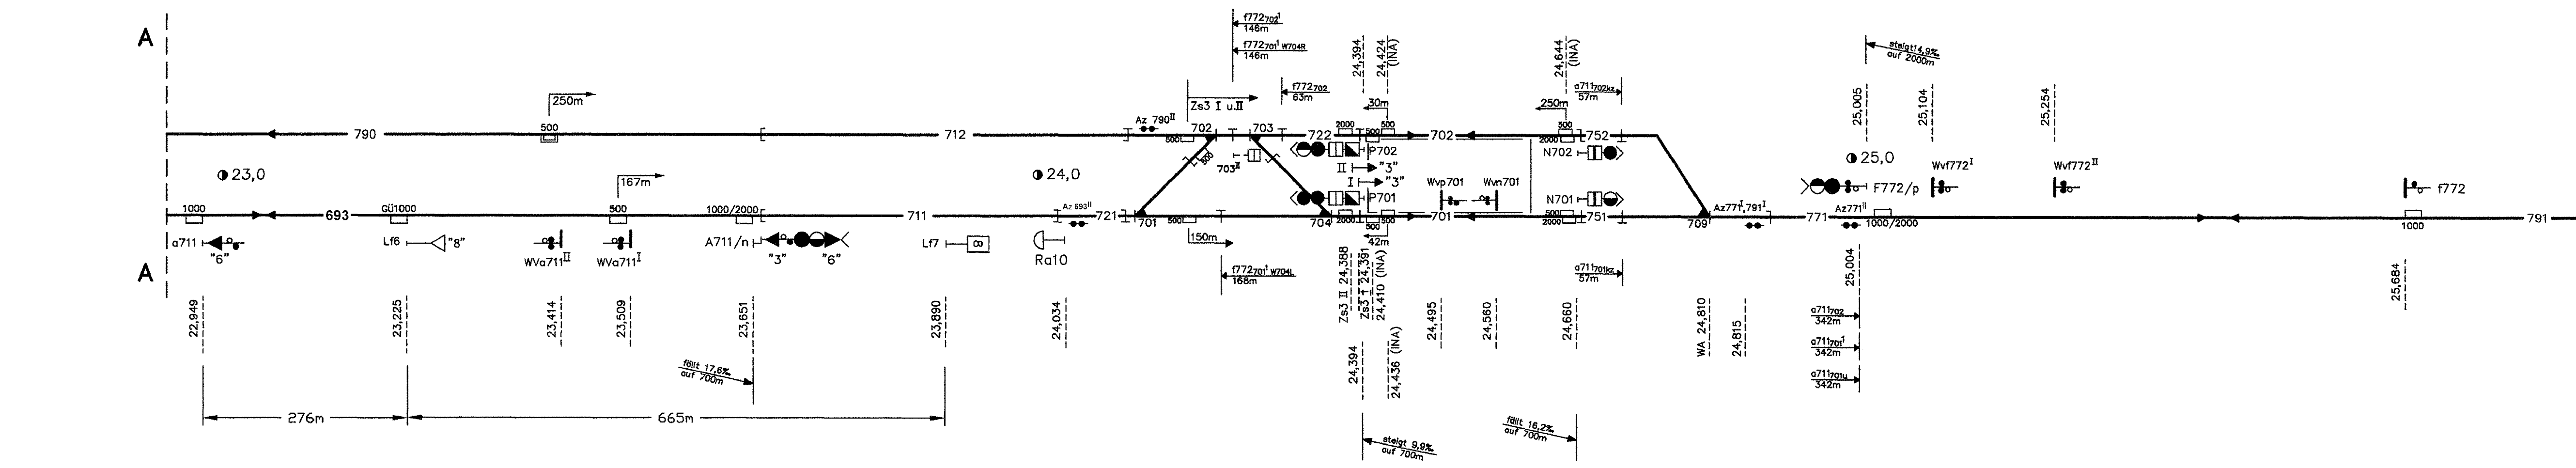 A
f772702¹
146m
f772701¹ W704R
146m
24,394
24,424
(INA)
24,644
(INA)
steigt 14,9‰
auf 2000m
250m
Zs3 I u.II
f772702
63m
30m
250m
a711702kz
57m
25,005
25,104
25,254
790
500
712
Az 790II
500
702
703
722
2000
500
500
702
500
2000
752
500
703II
P702
N702
II "3"
I "3"
23,0
167m
24,0
25,0
Wvf772I
Wvf772II
Wvp701
Wvn701
P701
N701
F772/p
f772
1000
693
GÜ1000
500
1000/2000
711
Az 693II
721
701
500
704
2000
500
500
701
500
2000
751
709
Az771I,791I
771
Az771II
1000/2000
1000
791
a711
"6"
Lf6
"8"
WVa711II
WVa711I
A711/n
"3"
"6"
Lf7
8
Ra10
150m
42m
A
f772701¹ W704L
168m
a711701kz
57m
22,949
23,225
23,414
23,509
23,651
23,890
24,034
Zs3 II 24,388
Zs3 I 24,391
24,410 (INA)
24,394
24,436 (INA)
24,495
24,560
24,660
WA 24,810
24,815
25,004
25,684
a711702
342m
a711701¹
342m
a711701u
342m
fällt 17,6‰
auf 700m
276m
665m
steigt 9,9‰
auf 700m
fällt 16,2‰
auf 700m